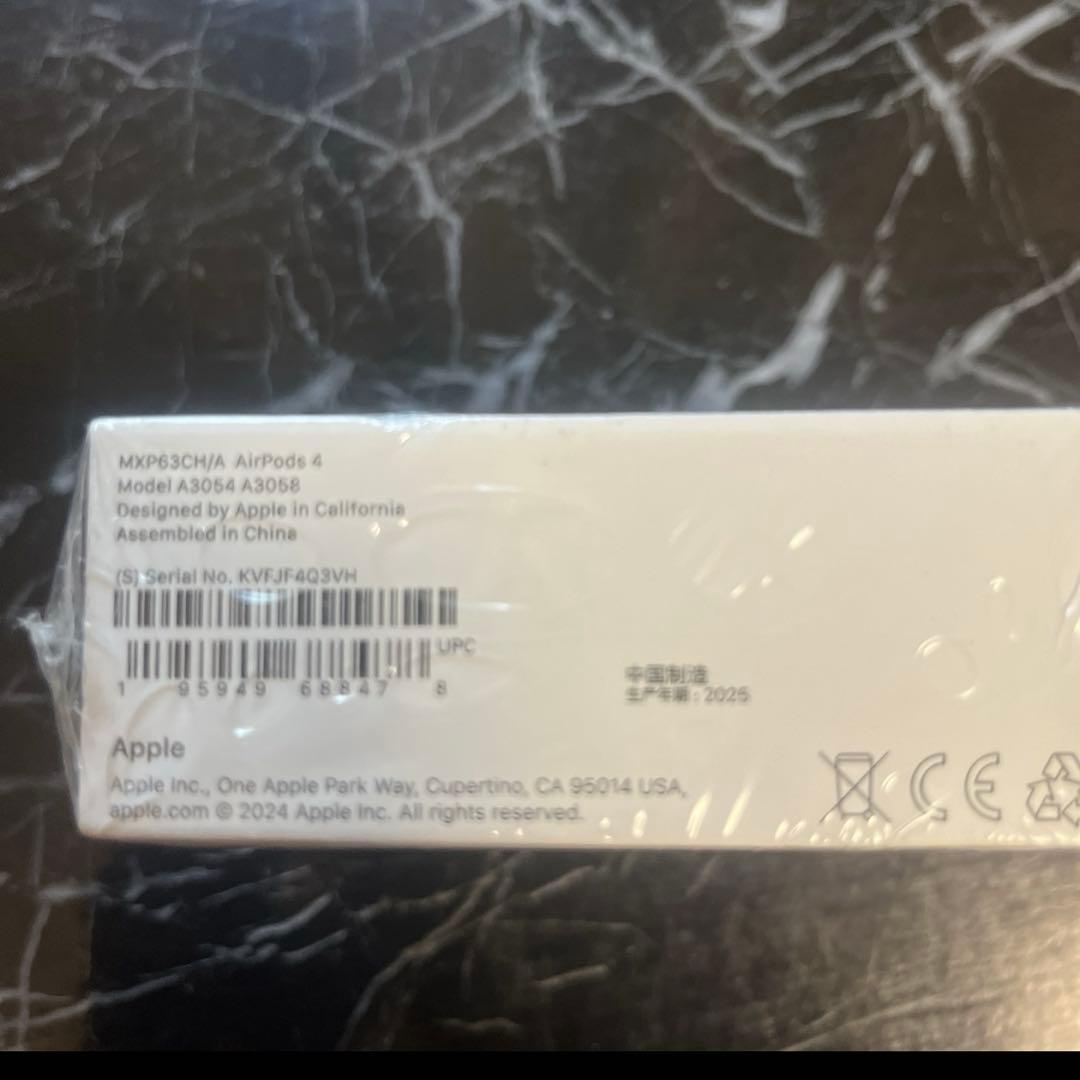 MXP63CH/A AirPods 4
Model A3054 A3058
Designed by Apple in California
Assembled in China
(S) Serial No. KVFJF4Q3VH
UPC
1 95949 68847 8
中国制造
生产年期 : 2025
Apple
Apple Inc., One Apple Park Way, Cupertino, CA 95014 USA,
apple.com © 2024 Apple Inc. All rights reserved.
CE